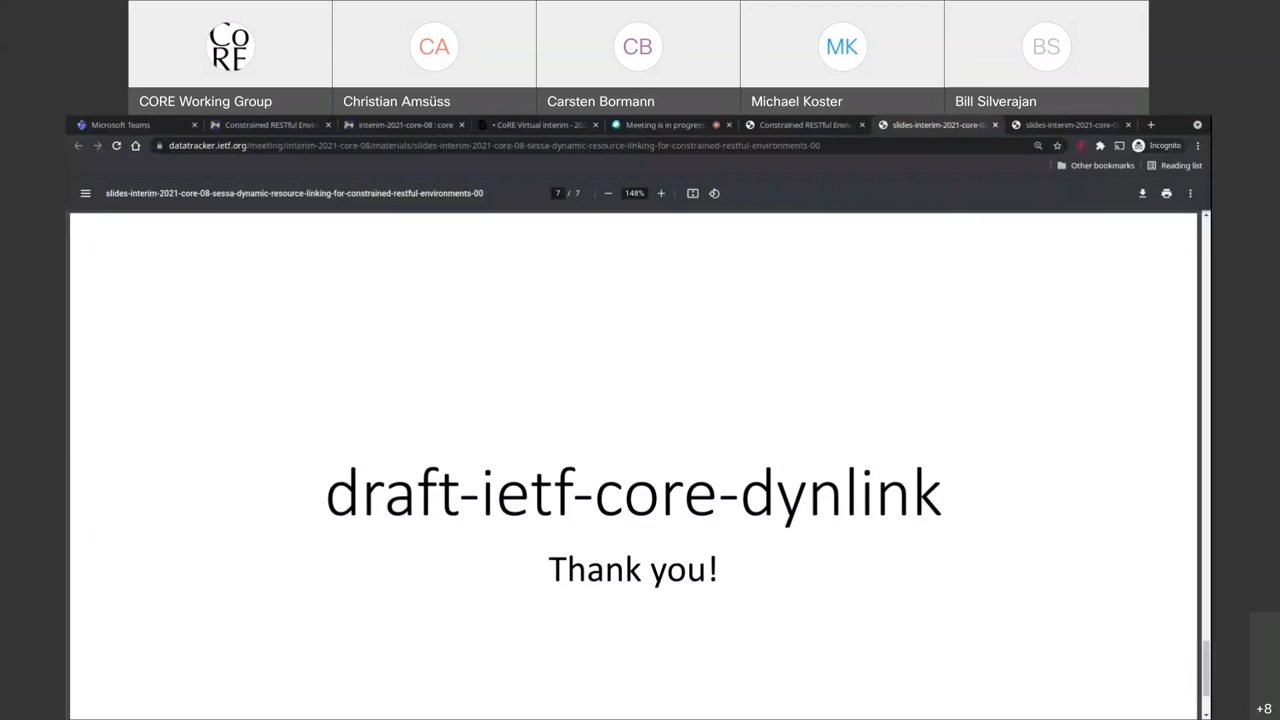 CO
RE
CA
CB
MK
BS
CORE Working Group
Christian Amsüss
Carsten Bormann
Michael Koster
Bill Silverajan
Microsoft Teams
Constrained RESTful Envi
interim-2021-core-08 : core
• CoRE Virtual interim - 202
Meeting is in progress
Constrained RESTful Envi
slides-interim-2021-core-0
slides-interim-2021-core-0
datatracker.ietf.org/meeting/interim-2021-core-08/materials/slides-interim-2021-core-08-sessa-dynamic-resource-linking-for-constrained-restful-environments-00
Incognito
Other bookmarks
Reading list
slides-interim-2021-core-08-sessa-dynamic-resource-linking-for-constrained-restful-environments-00
7 / 7
148%
draft-ietf-core-dynlink
Thank you!
+8